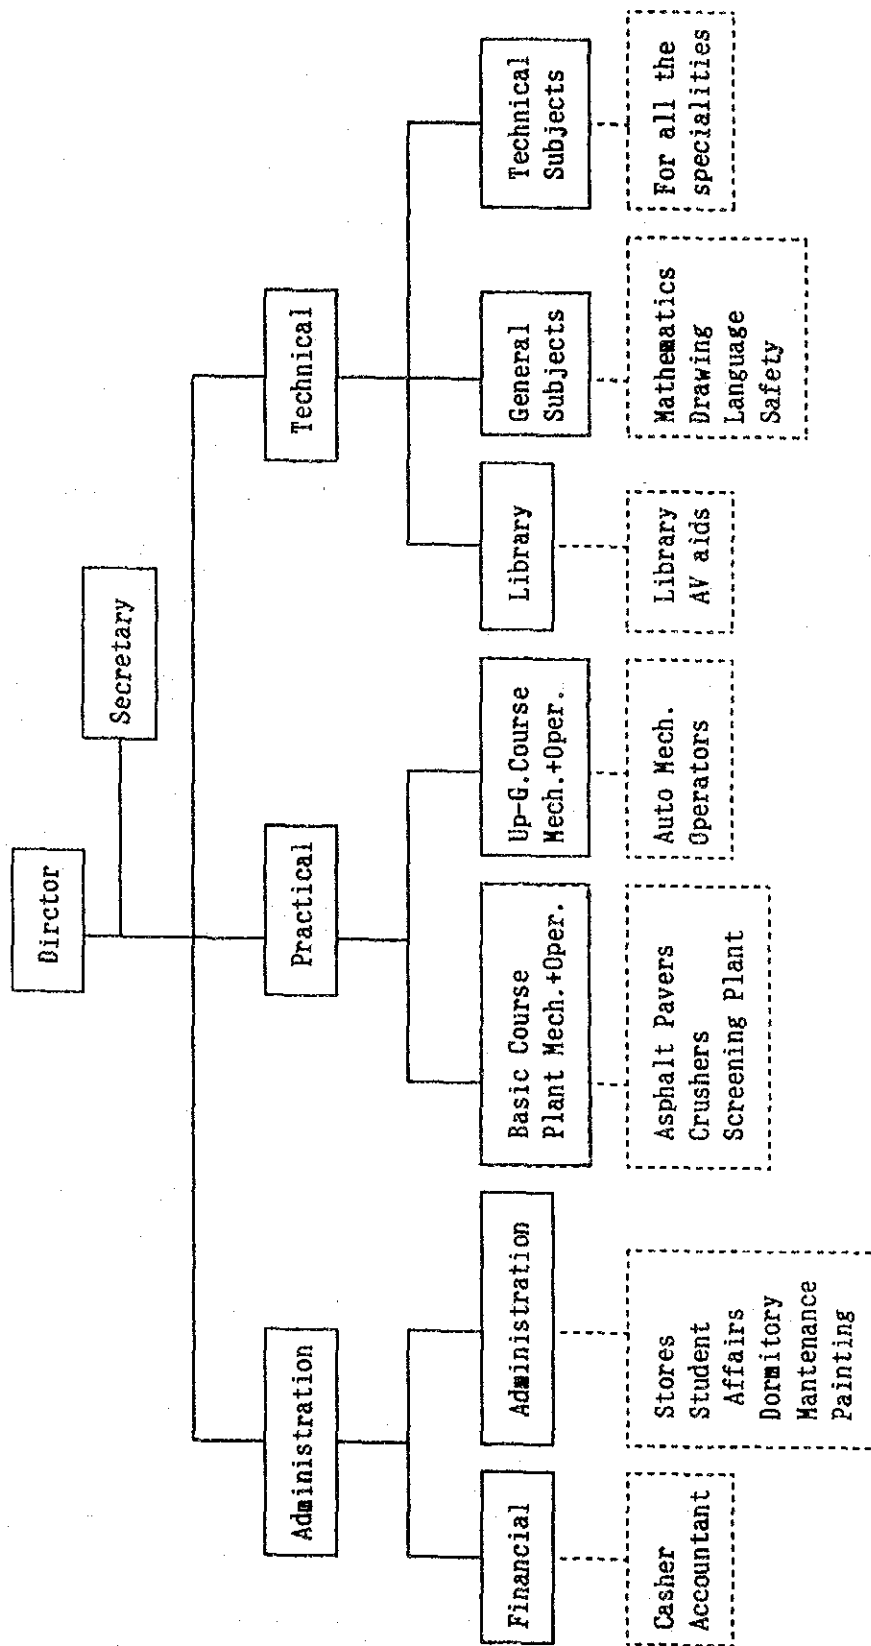 Dirctor
Secretary
Administration
Practical
Technical
Financial
Administration
Basic Course
Plant Mech.+Oper.
Up-G.Course
Mech.+Oper.
Library
General
Subjects
Technical
Subjects
Casher
Accountant
Stores
Student
Affairs
Dormitory
Mantenance
Painting
Asphalt Pavers
Crushers
Screening Plant
Auto Mech.
Operators
Library
AV aids
Mathematics
Drawing
Language
Safety
For all the
specialities